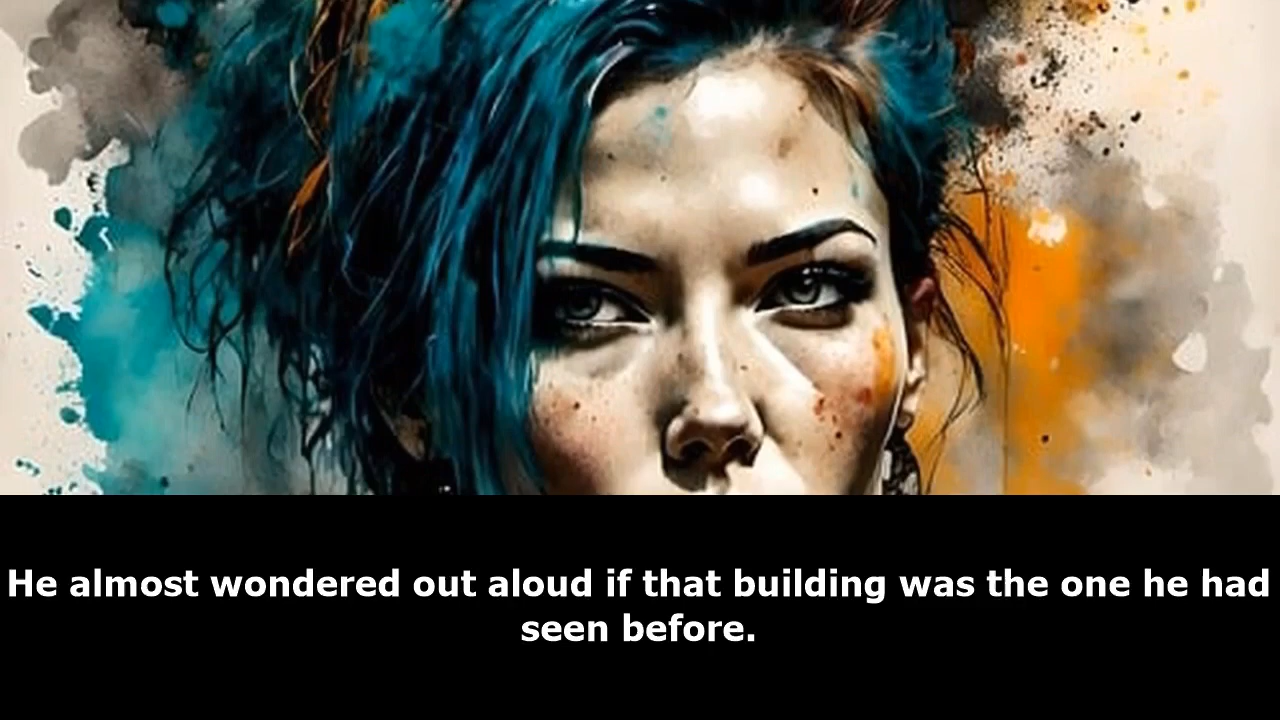 He almost wondered out aloud if that building was the one he had
seen before.